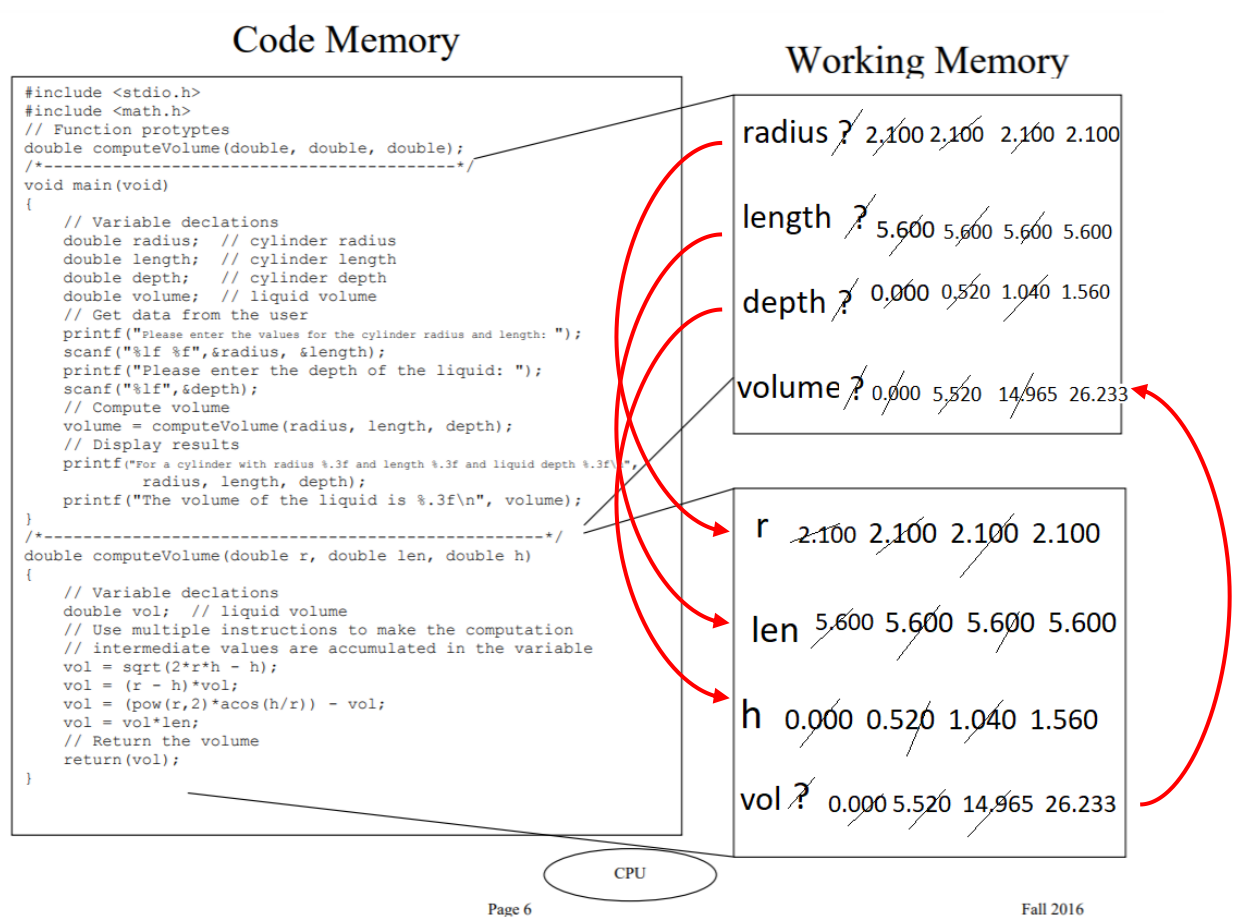 Code Memory
#include <stdio.h>
#include <math.h>
// Function protyptes
double computeVolume(double, double, double);
/*-------------------------------------------*/
void main(void)
{
// Variable declations
double radius; // cylinder radius
double length; // cylinder length
double depth; // cylinder depth
double volume; // liquid volume
// Get data from the user
printf("Please enter the values for the cylinder radius and length: ");
scanf("%lf %f",&radius, &length);
printf("Please enter the depth of the liquid: ");
scanf("%lf",&depth);
// Compute volume
volume = computeVolume(radius, length, depth);
// Display results
printf("For a cylinder with radius %.3f and length %.3f and liquid depth %.3f\n",
radius, length, depth);
printf("The volume of the liquid is %.3f\n", volume);
}
/*----------------------------------------------------*/
double computeVolume(double r, double len, double h)
{
// Variable declations
double vol; // liquid volume
// Use multiple instructions to make the computation
// intermediate values are accumulated in the variable
vol = sqrt(2*r*h - h);
vol = (r - h)*vol;
vol = (pow(r,2)*acos(h/r)) - vol;
vol = vol*len;
// Return the volume
return(vol);
}
Working Memory
radius ? 2.100 2.100 2.100 2.100
length ? 5.600 5.600 5.600 5.600
depth ? 0.000 0.520 1.040 1.560
volume ? 0.000 5.520 14.965 26.233
r 2.100 2.100 2.100 2.100
len 5.600 5.600 5.600 5.600
h 0.000 0.520 1.040 1.560
vol ? 0.000 5.520 14.965 26.233
CPU
Page 6
Fall 2016